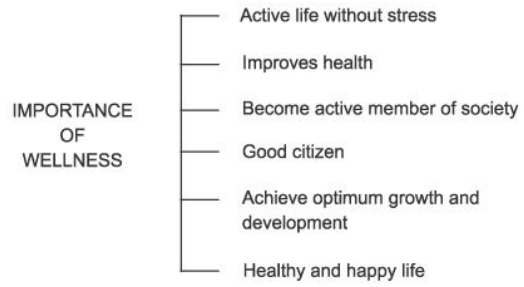 IMPORTANCE
OF
WELLNESS
Active life without stress
Improves health
Become active member of society
Good citizen
Achieve optimum growth and
development
Healthy and happy life